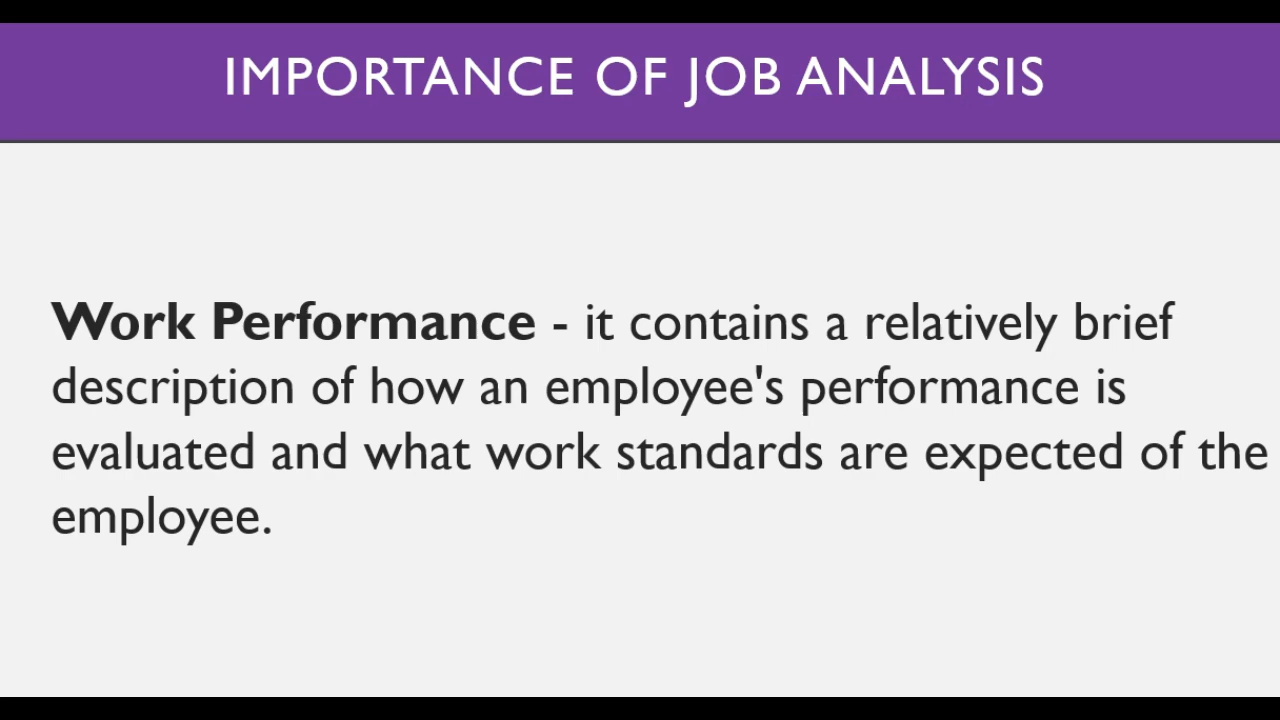 IMPORTANCE OF JOB ANALYSIS
Work Performance - it contains a relatively brief
description of how an employee's performance is
evaluated and what work standards are expected of the
employee.